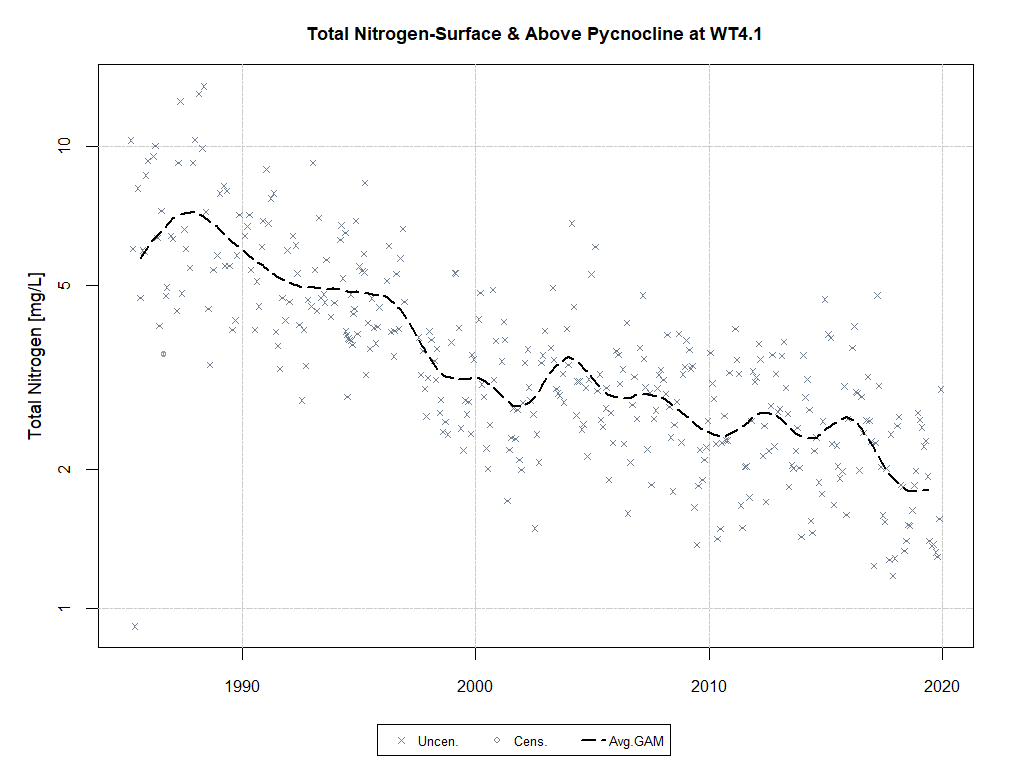 Total Nitrogen-Surface & Above Pycnocline at WT4.1
Total Nitrogen [mg/L]
10
5
2
1
1990 2000 2010 2020
Uncen. Cens. Avg.GAM